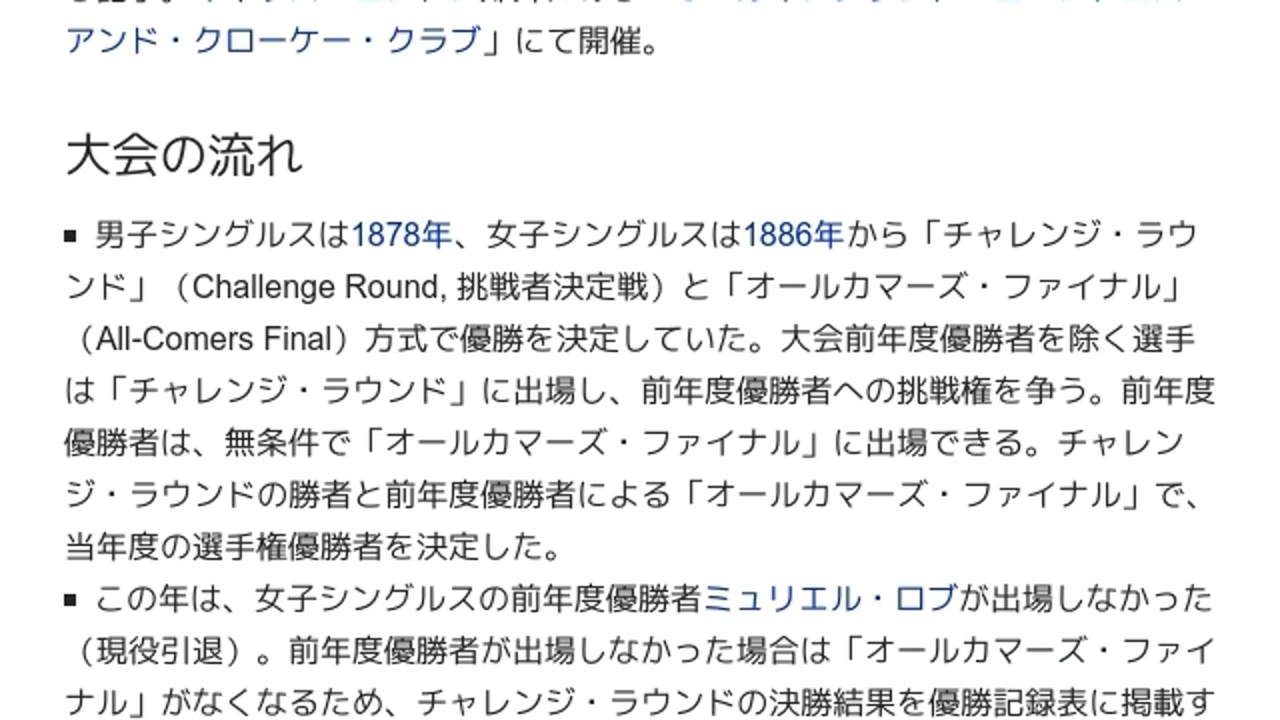 アンド・クローケー・クラブ」にて開催。
大会の流れ
▪ 男子シングルスは1878年、女子シングルスは1886年から「チャレンジ・ラウ
ンド」（Challenge Round, 挑戦者決定戦）と「オールカマーズ・ファイナル」
（All-Comers Final）方式で優勝を決定していた。大会前年度優勝者を除く選手
は「チャレンジ・ラウンド」に出場し、前年度優勝者への挑戦権を争う。前年度
優勝者は、無条件で「オールカマーズ・ファイナル」に出場できる。チャレン
ジ・ラウンドの勝者と前年度優勝者による「オールカマーズ・ファイナル」で、
当年度の選手権優勝者を決定した。
▪ この年は、女子シングルスの前年度優勝者ミュリエル・ロブが出場しなかった
（現役引退）。前年度優勝者が出場しなかった場合は「オールカマーズ・ファイ
ナル」がなくなるため、チャレンジ・ラウンドの決勝結果を優勝記録表に掲載す